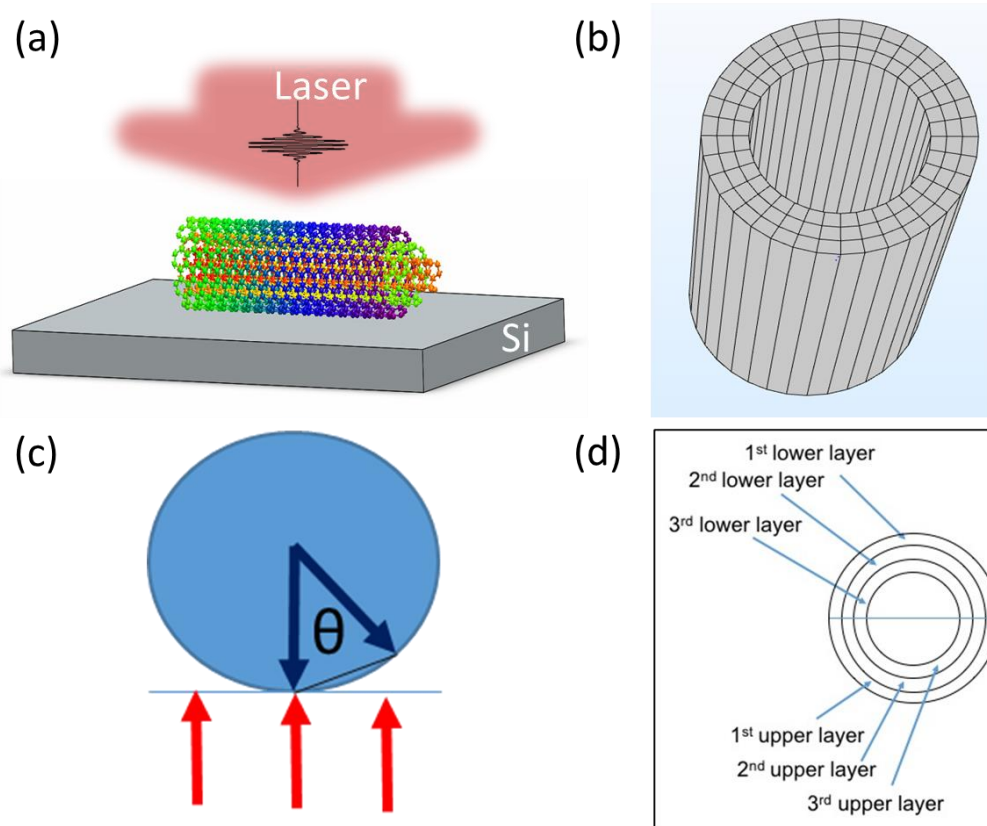 (a)
Laser
Si
(b)
(c)
θ
(d)
1st lower layer
2nd lower layer
3rd lower layer
1st upper layer
2nd upper layer
3rd upper layer